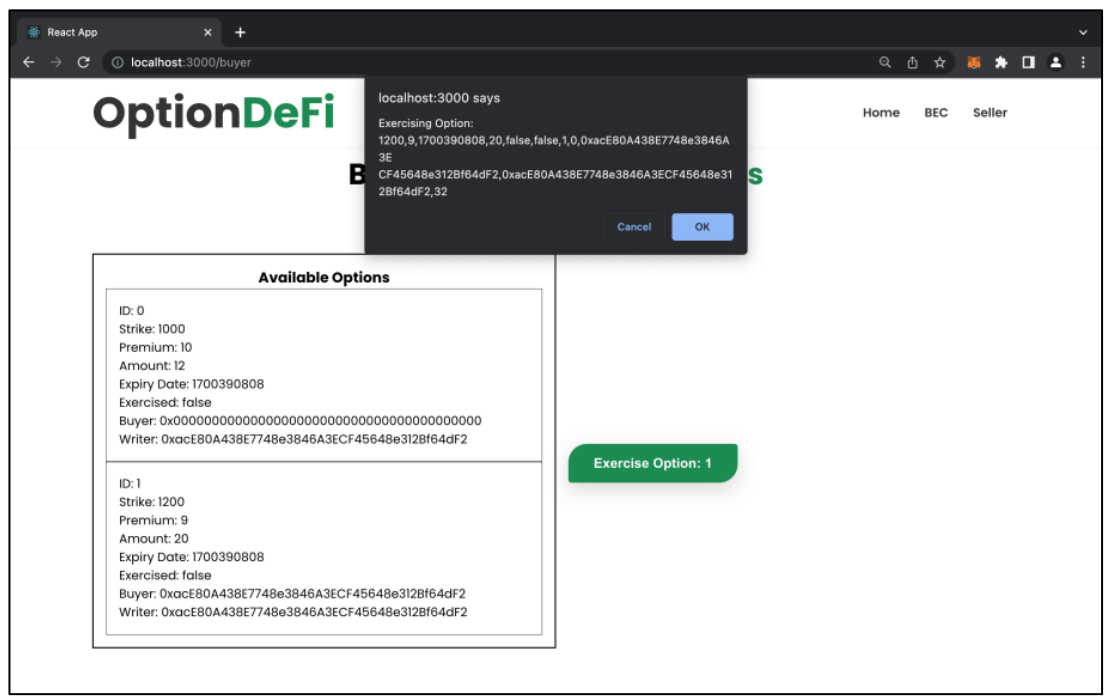 React App
localhost:3000/buyer
OptionDeFi
Home BEC Seller
localhost:3000 says
Exercising Option:
1200,9,1700390808,20,false,false,1,0,0xacE80A438E7748e3846A
3E
CF45648e312Bf64dF2,0xacE80A438E7748e3846A3ECF45648e31
2Bf64dF2,32
Cancel OK
B
s
Available Options
ID: 0
Strike: 1000
Premium: 10
Amount: 12
Expiry Date: 1700390808
Exercised: false
Buyer: 0x0000000000000000000000000000000000000000
Writer: 0xacE80A438E7748e3846A3ECF45648e312Bf64dF2
Exercise Option: 1
ID: 1
Strike: 1200
Premium: 9
Amount: 20
Expiry Date: 1700390808
Exercised: false
Buyer: 0xacE80A438E7748e3846A3ECF45648e312Bf64dF2
Writer: 0xacE80A438E7748e3846A3ECF45648e312Bf64dF2